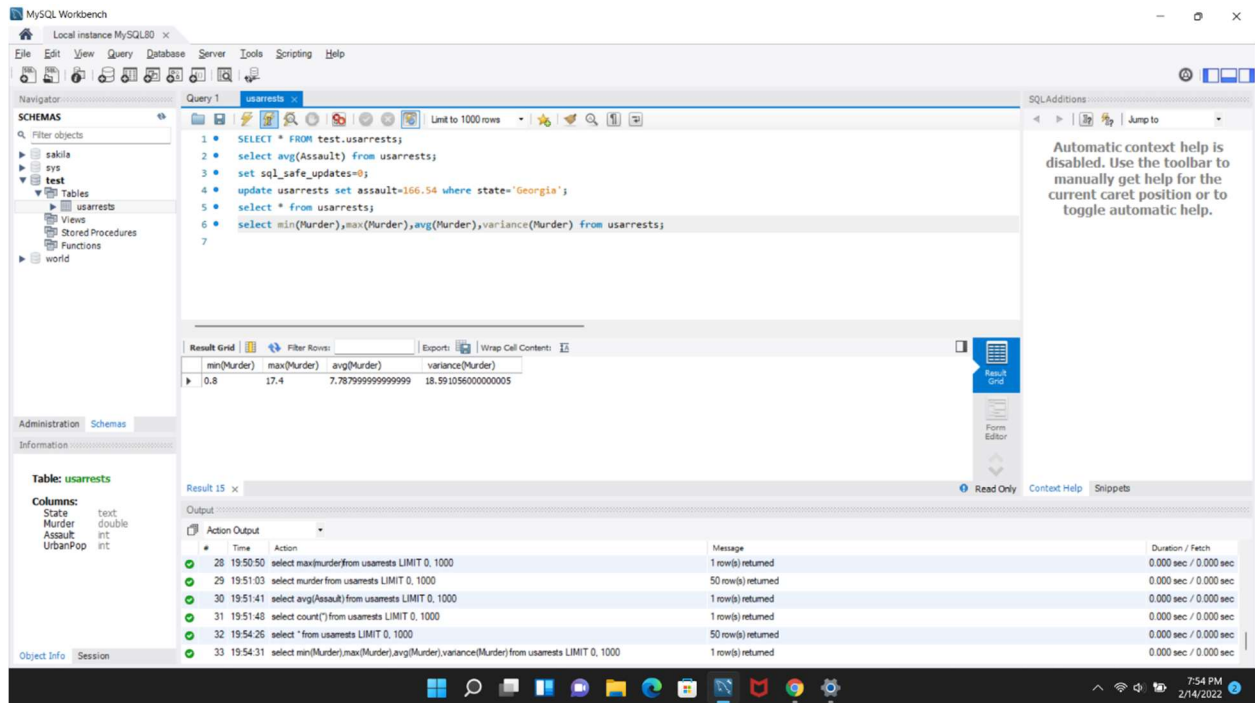 MySQL Workbench
Local instance MySQL80
File Edit View Query Database Server Tools Scripting Help
Navigator
SCHEMAS
Filter objects
sakila
sys
test
Tables
usarrests
Views
Stored Procedures
Functions
world
Administration Schemas
Information
Table: usarrests
Columns:
State text
Murder double
Assault int
UrbanPop int
Object Info Session
Query 1 usarrests
Limit to 1000 rows
1 SELECT * FROM test.usarrests;
2 select avg(Assault) from usarrests;
3 set sql_safe_updates=0;
4 update usarrests set assault=166.54 where state='Georgia';
5 select * from usarrests;
6 select min(Murder),max(Murder),avg(Murder),variance(Murder) from usarrests;
7
Result Grid Filter Rows: Export: Wrap Cell Content:
min(Murder) max(Murder) avg(Murder) variance(Murder)
0.8 17.4 7.787999999999999 18.591056000000005
Result Grid
Form Editor
Result 15
Read Only
SQLAdditions
Jump to
Automatic context help is
disabled. Use the toolbar to
manually get help for the
current caret position or to
toggle automatic help.
Context Help Snippets
Output
Action Output
# Time Action Message Duration / Fetch
28 19:50:50 select max(murder)from usarrests LIMIT 0, 1000 1 row(s) returned 0.000 sec / 0.000 sec
29 19:51:03 select murder from usarrests LIMIT 0, 1000 50 row(s) returned 0.000 sec / 0.000 sec
30 19:51:41 select avg(Assault) from usarrests LIMIT 0, 1000 1 row(s) returned 0.000 sec / 0.000 sec
31 19:51:48 select count(*) from usarrests LIMIT 0, 1000 1 row(s) returned 0.000 sec / 0.000 sec
32 19:54:26 select * from usarrests LIMIT 0, 1000 50 row(s) returned 0.000 sec / 0.000 sec
33 19:54:31 select min(Murder),max(Murder),avg(Murder),variance(Murder) from usarrests LIMIT 0, 1000 1 row(s) returned 0.000 sec / 0.000 sec
7:54 PM
2/14/2022
2